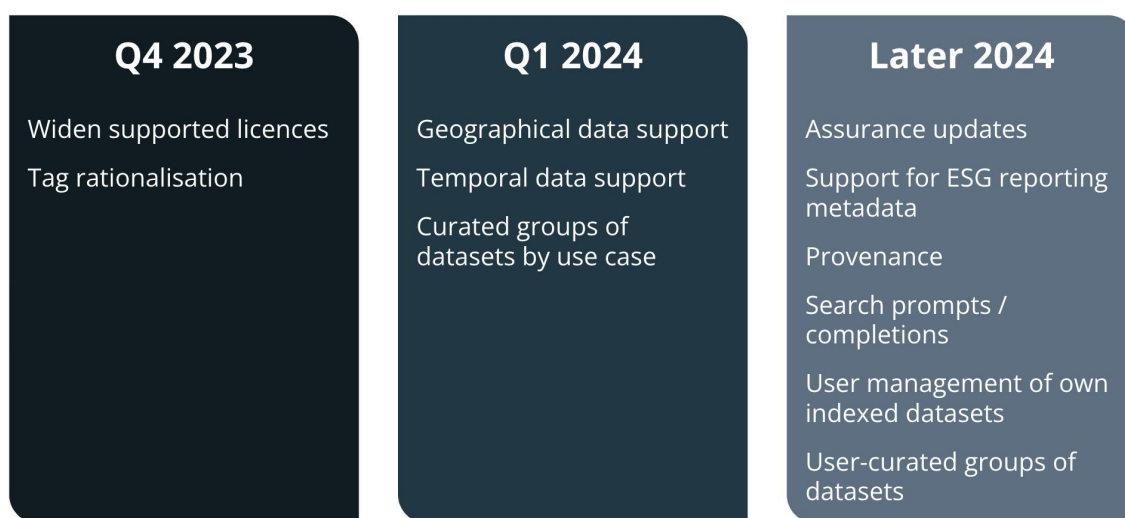 Q4 2023
Widen supported licences
Tag rationalisation
Q1 2024
Geographical data support
Temporal data support
Curated groups of
datasets by use case
Later 2024
Assurance updates
Support for ESG reporting
metadata
Provenance
Search prompts /
completions
User management of own
indexed datasets
User-curated groups of
datasets